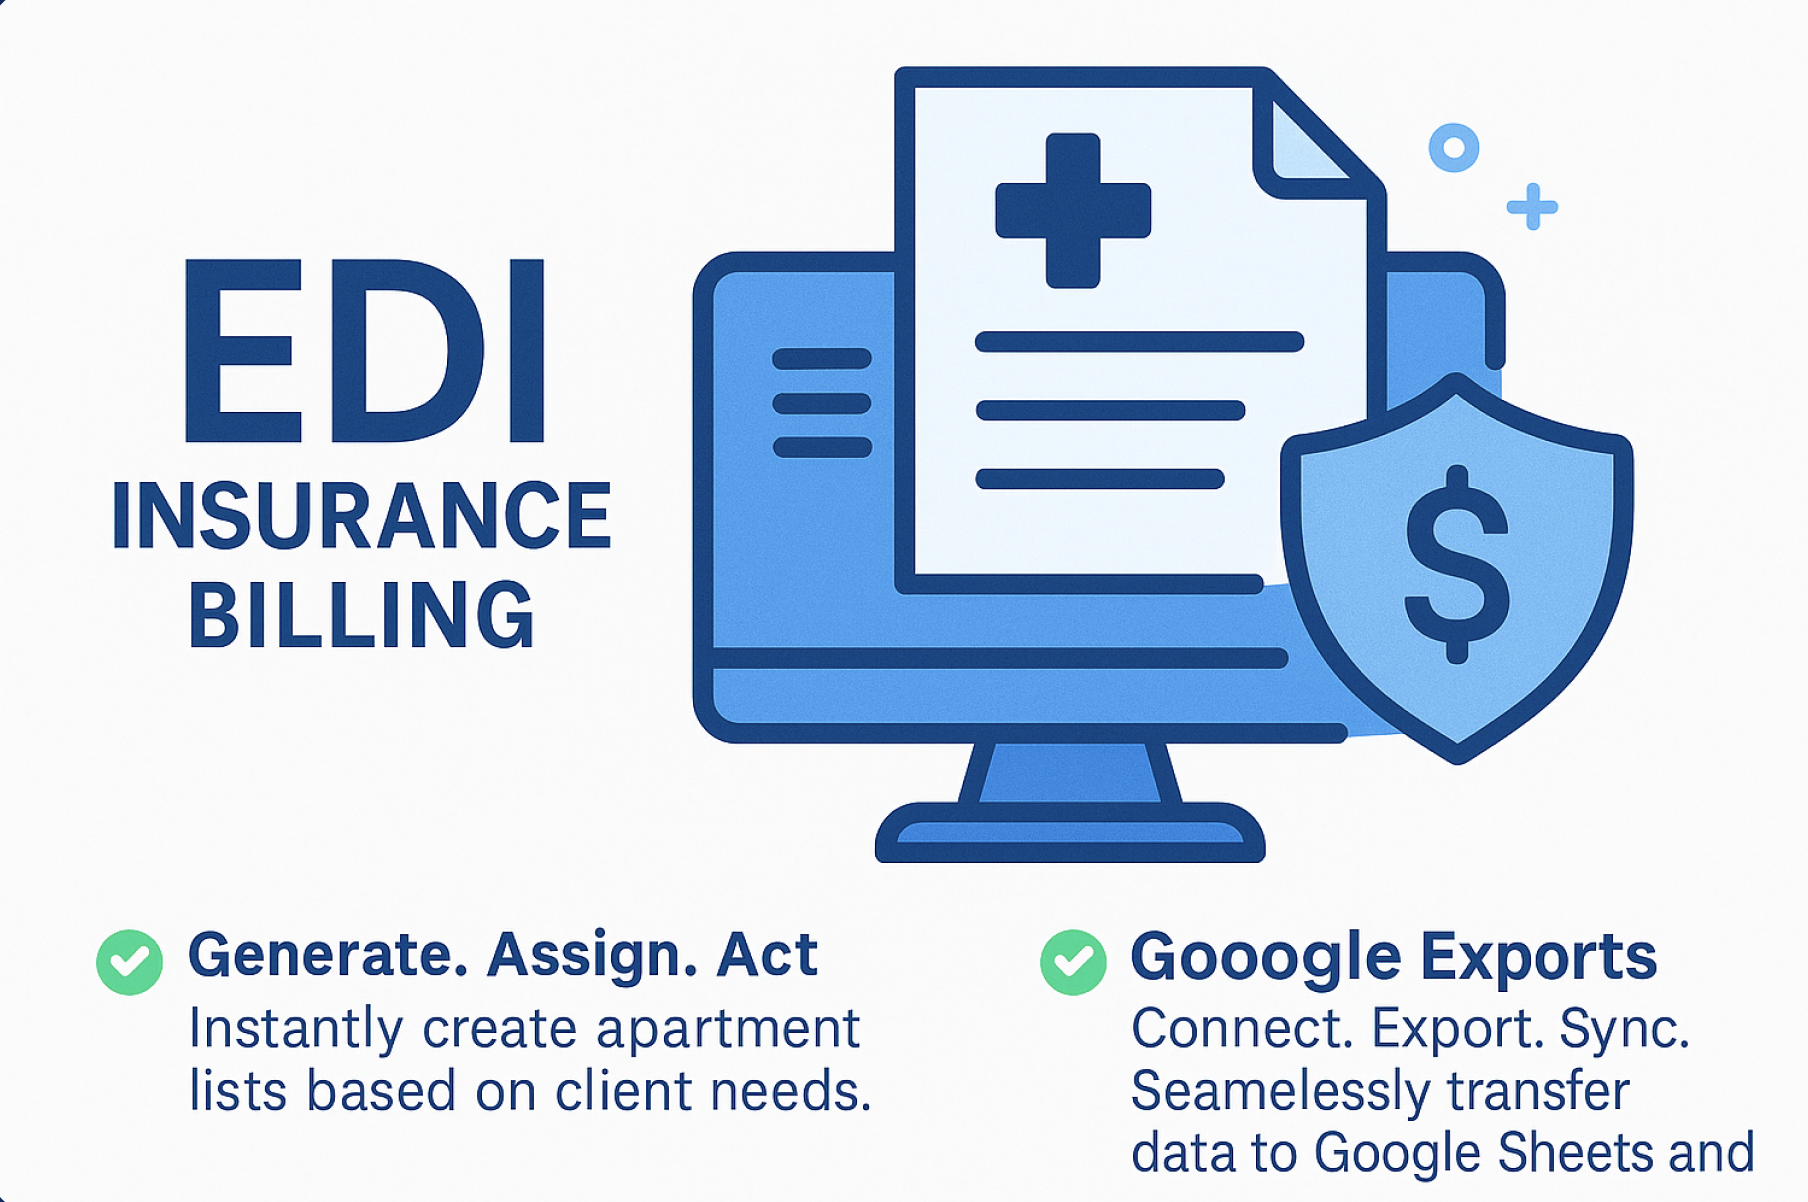 EDI
INSURANCE
BILLING
Generate. Assign. Act
Instantly create apartment
lists based on client needs.
Gooogle Exports
Connect. Export. Sync.
Seamelessly transfer
data to Google Sheets and